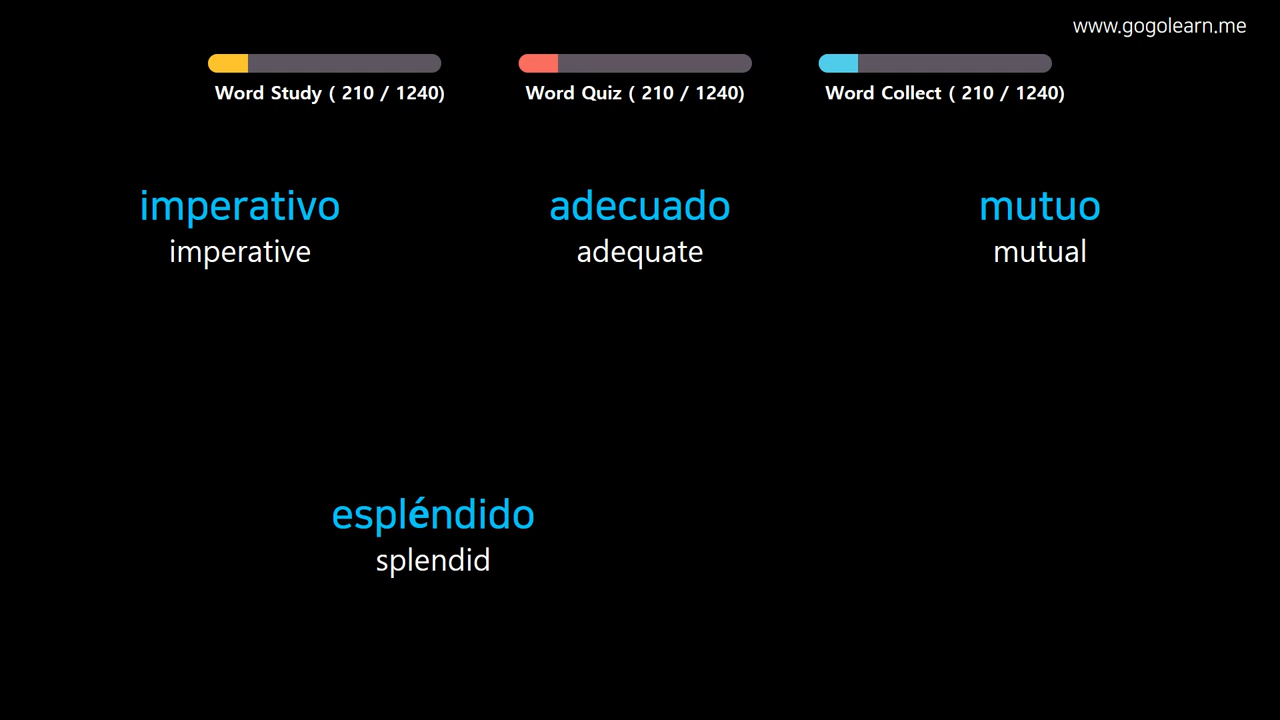 www.gogolearn.me
Word Study ( 210 / 1240)
Word Quiz ( 210 / 1240)
Word Collect ( 210 / 1240)
imperativo
imperative
adecuado
adequate
mutuo
mutual
espléndido
splendid